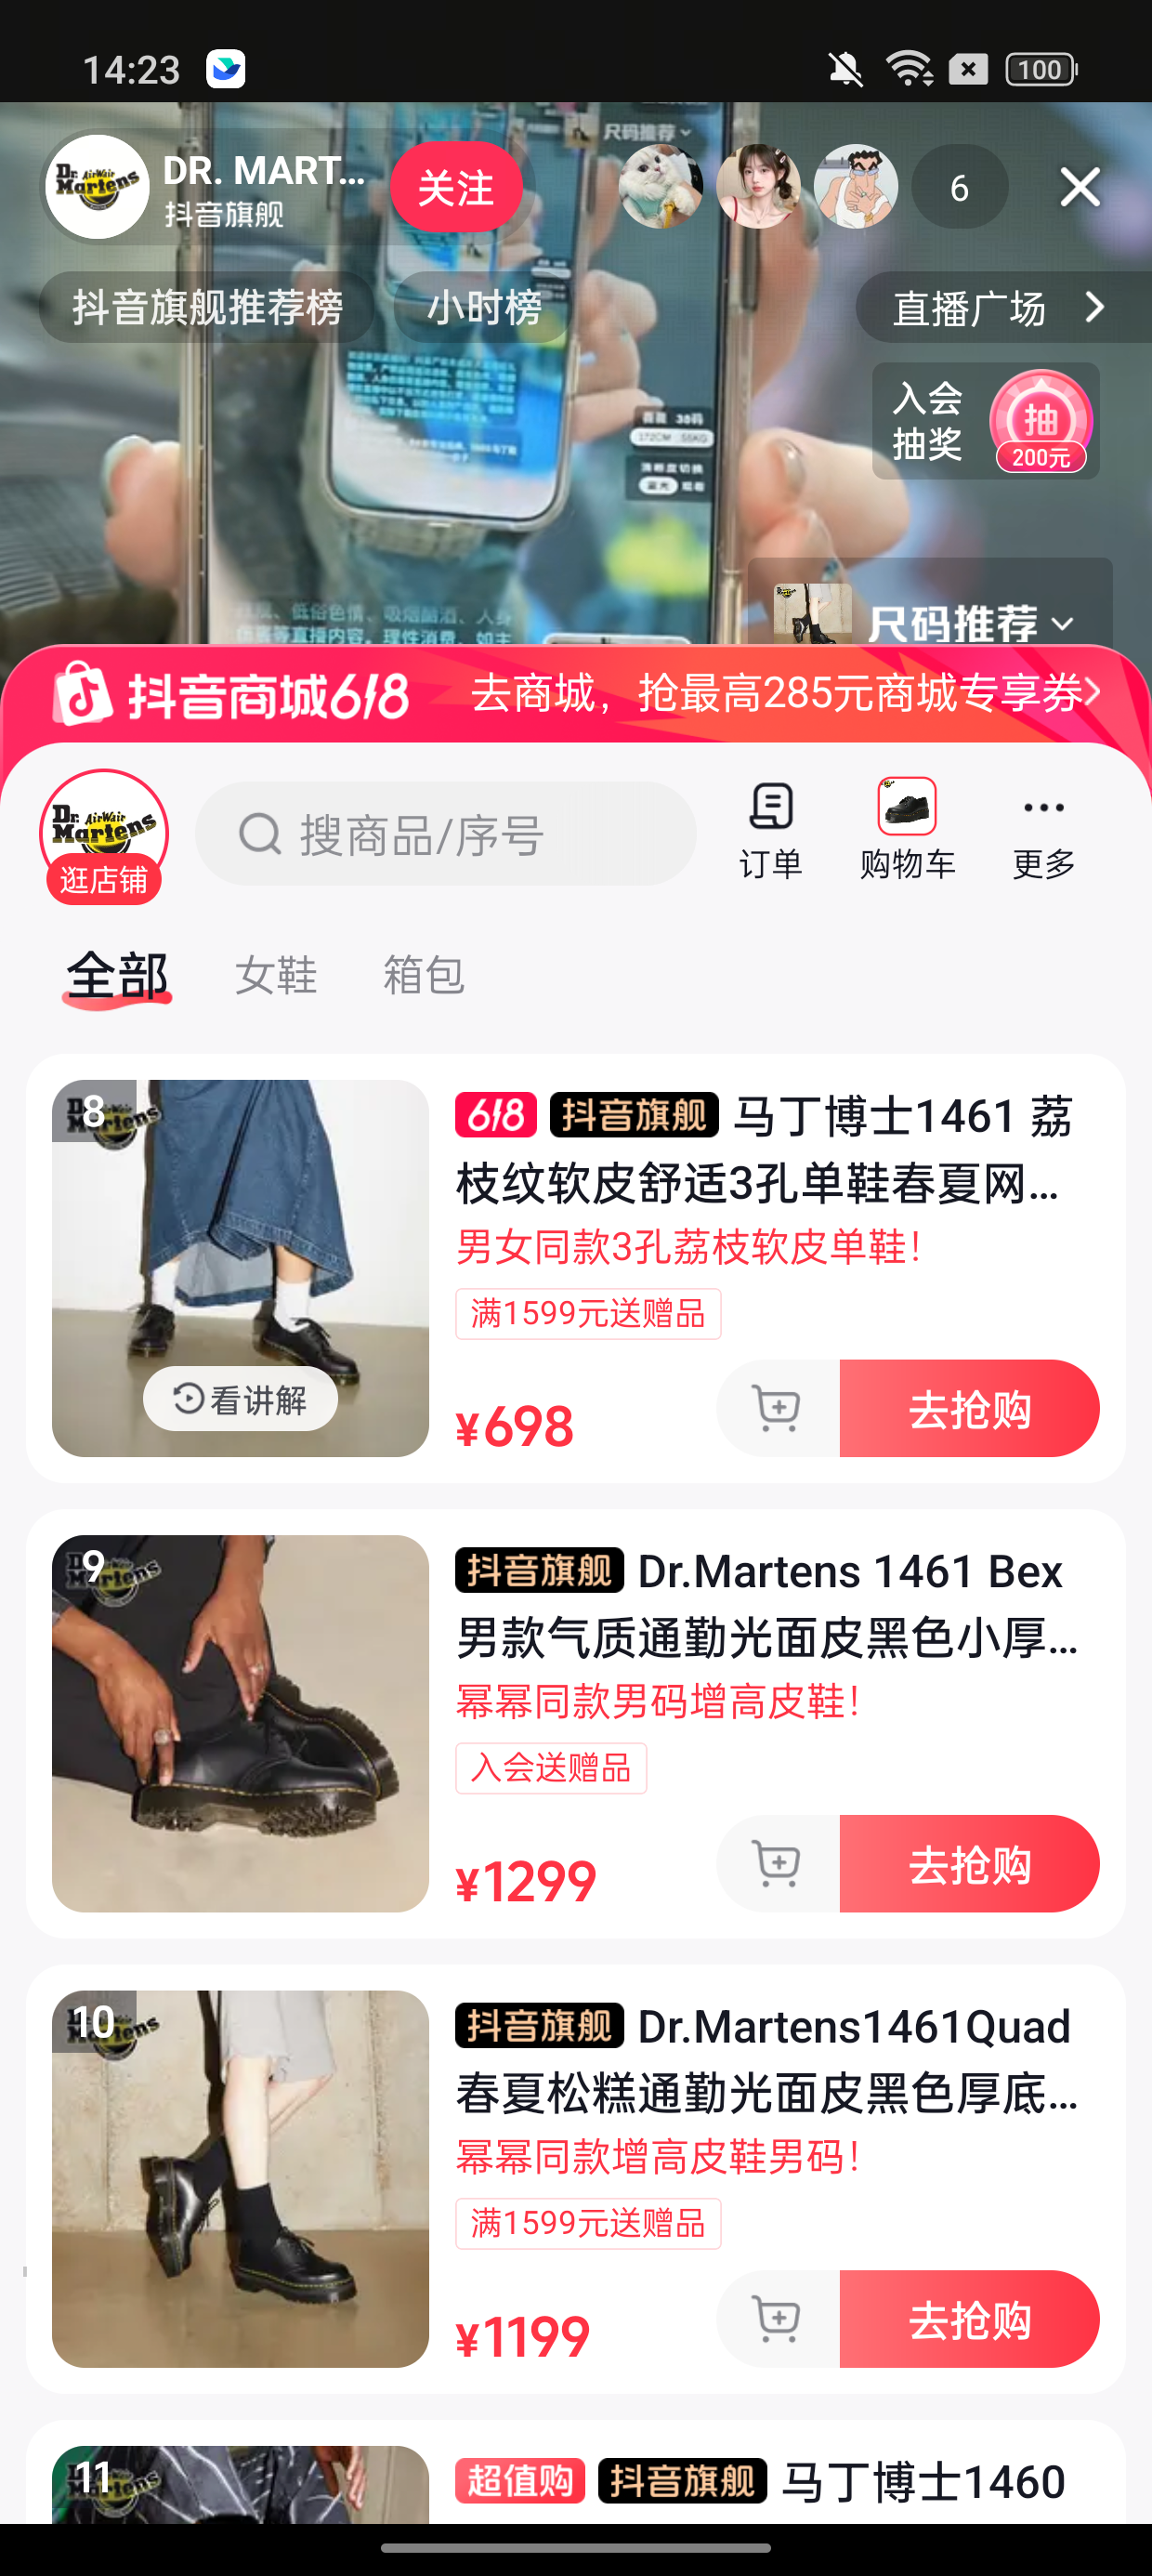 14:23
100
DR. MART...
抖音旗舰
关注
6
尺码推荐
抖音旗舰推荐榜
小时榜
直播广场
入会
抽奖
抽
200元
尺码推荐
抖音商城618
去商城，抢最高285元商城专享券
Dr. AirWair
Martens
逛店铺
搜商品/序号
订单
购物车
更多
全部
女鞋
箱包
8
618 抖音旗舰 马丁博士1461 荔
枝纹软皮舒适3孔单鞋春夏网...
男女同款3孔荔枝软皮单鞋!
满1599元送赠品
看讲解
¥698
去抢购
9
抖音旗舰 Dr.Martens 1461 Bex
男款气质通勤光面皮黑色小厚...
幂幂同款男码增高皮鞋!
入会送赠品
¥1299
去抢购
10
抖音旗舰 Dr.Martens1461Quad
春夏松糕通勤光面皮黑色厚底...
幂幂同款增高皮鞋男码!
满1599元送赠品
¥1199
去抢购
11
超值购 抖音旗舰 马丁博士1460